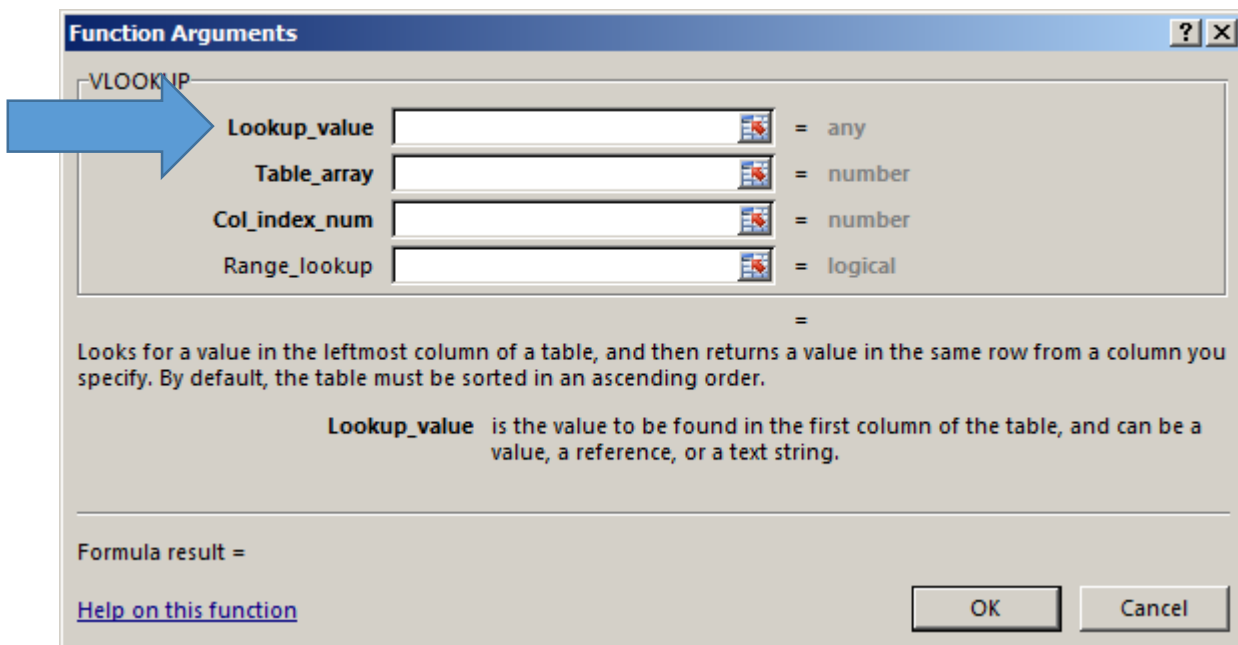 Function Arguments
VLOOKUP
Lookup_value = any
Table_array = number
Col_index_num = number
Range_lookup = logical
=
Looks for a value in the leftmost column of a table, and then returns a value in the same row from a column you
specify. By default, the table must be sorted in an ascending order.
Lookup_value is the value to be found in the first column of the table, and can be a
value, a reference, or a text string.
Formula result =
Help on this function
OK
Cancel